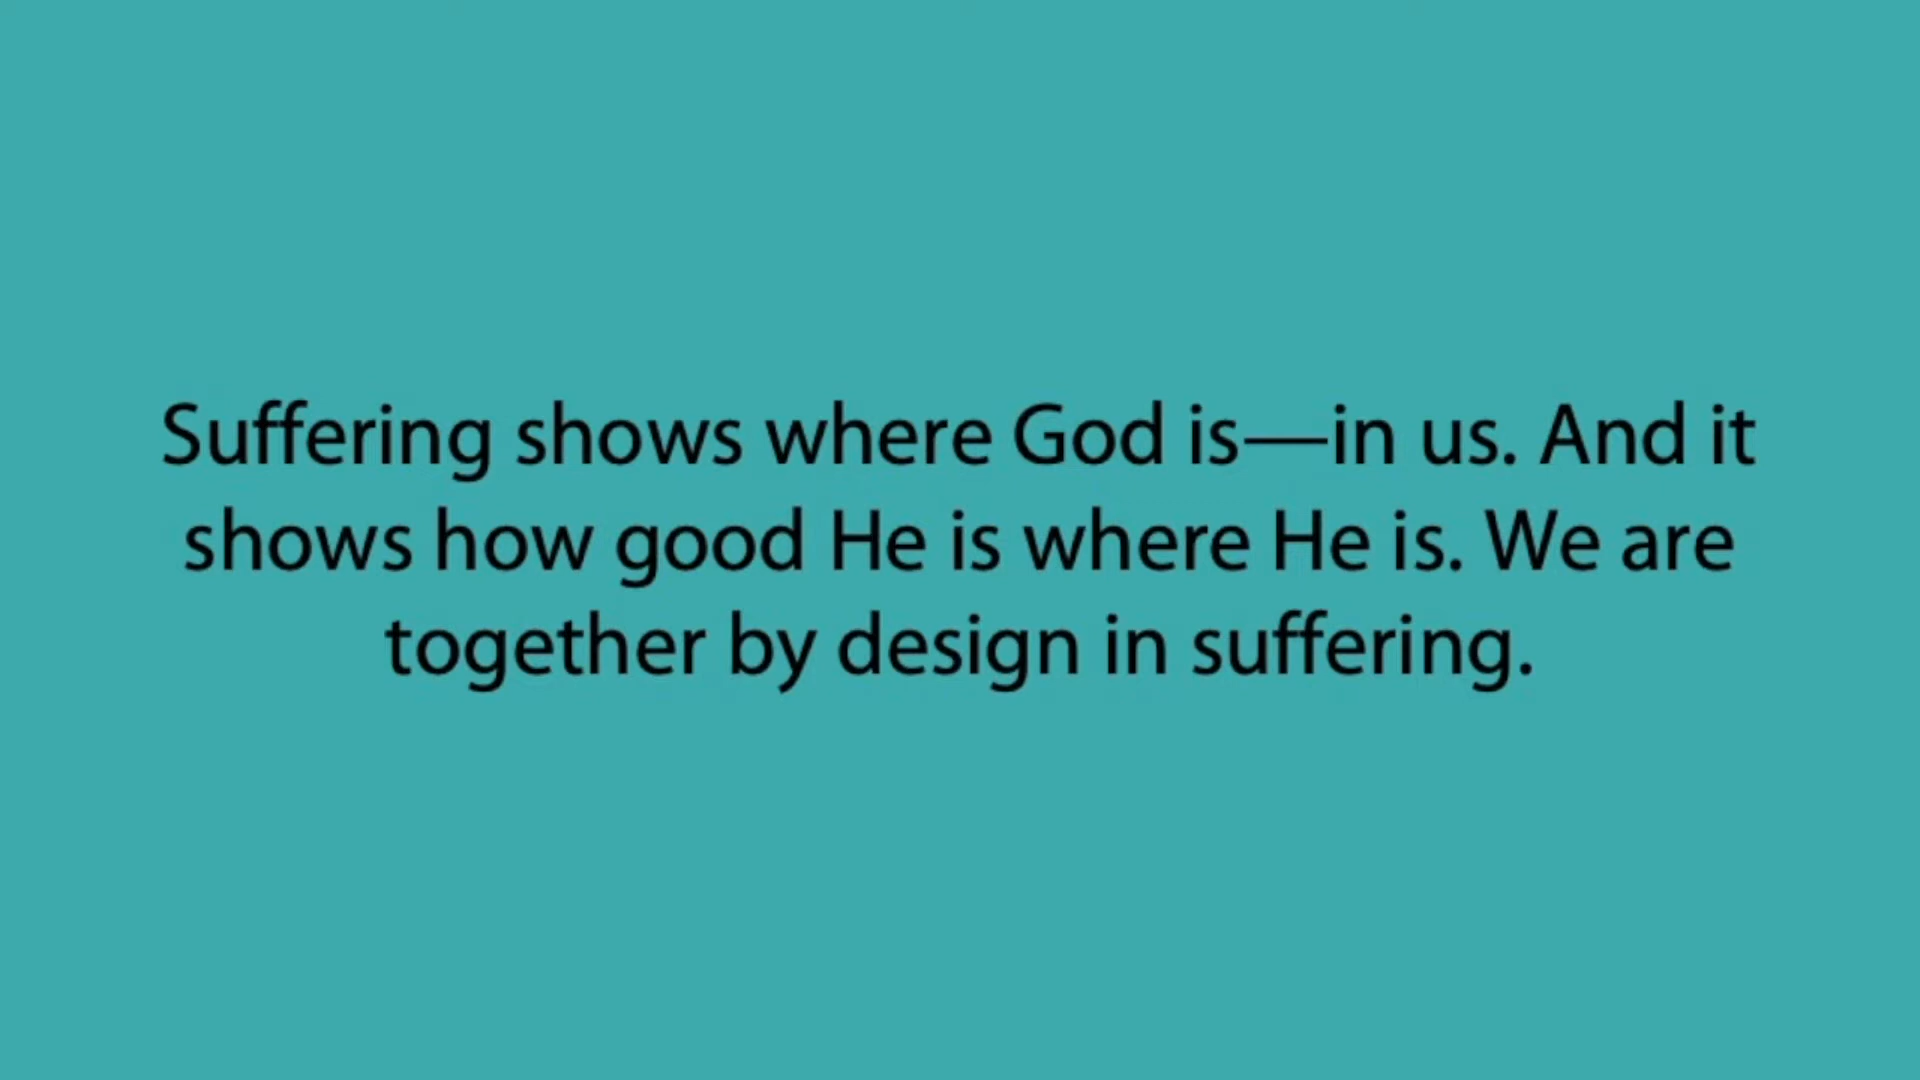 Suffering shows where God is—in us. And it
shows how good He is where He is. We are
together by design in suffering.